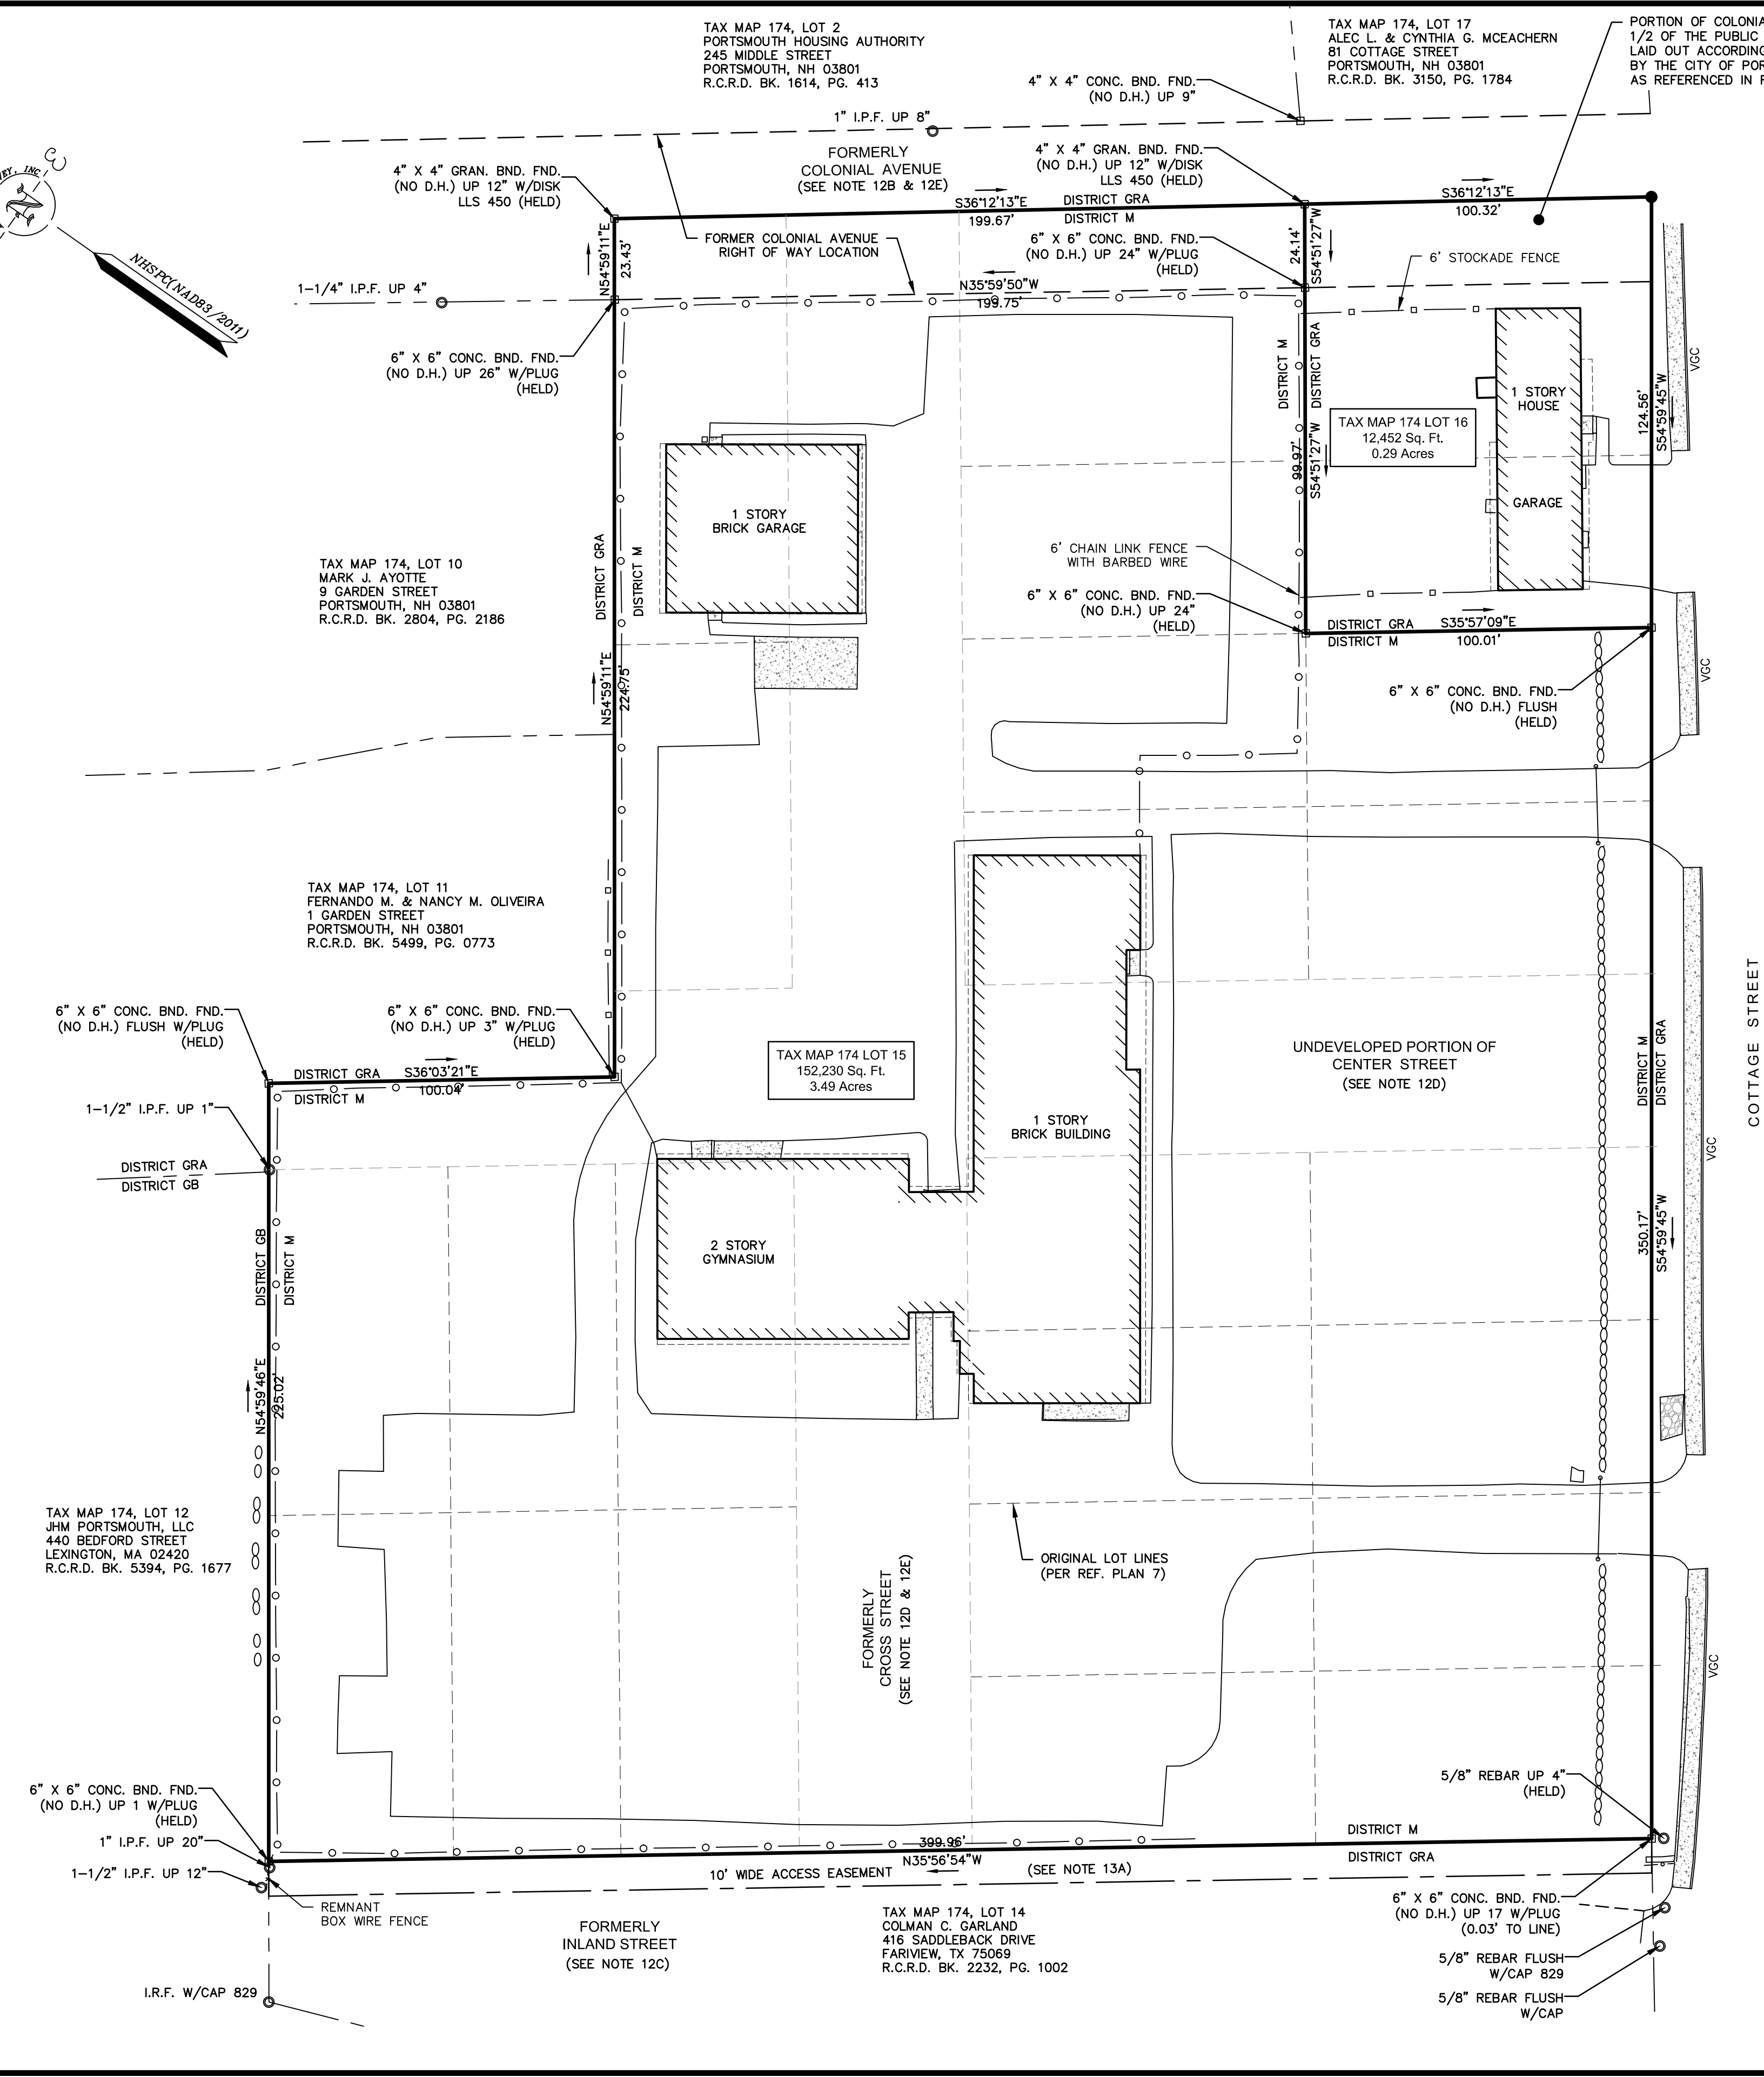 TAX MAP 174, LOT 2
PORTSMOUTH HOUSING AUTHORITY
245 MIDDLE STREET
PORTSMOUTH, NH 03801
R.C.R.D. BK. 1614, PG. 413
TAX MAP 174, LOT 17
ALEC L. & CYNTHIA G. MCEACHERN
81 COTTAGE STREET
PORTSMOUTH, NH 03801
R.C.R.D. BK. 3150, PG. 1784
PORTION OF COLONIA
1/2 OF THE PUBLIC
LAID OUT ACCORDING
BY THE CITY OF POR
AS REFERENCED IN
4" X 4" CONC. BND. FND.
(NO D.H.) UP 9"
1" I.P.F. UP 8"
FORMERLY
COLONIAL AVENUE
(SEE NOTE 12B & 12E)
4" X 4" GRAN. BND. FND.
(NO D.H.) UP 12" W/DISK
LLS 450 (HELD)
4" X 4" GRAN. BND. FND.
(NO D.H.) UP 12" W/DISK
LLS 450 (HELD)
INC
NHSPC(NAD83/2011)
S36°12'13"E
199.67'
DISTRICT GRA
DISTRICT M
S36°12'13"E
100.32'
N54°59'11"E
23.43'
FORMER COLONIAL AVENUE
RIGHT OF WAY LOCATION
6" X 6" CONC. BND. FND.
(NO D.H.) UP 24" W/PLUG
(HELD)
24.14'
S54°51'27"W
6' STOCKADE FENCE
1-1/4" I.P.F. UP 4"
N35°59'50"W
199.75'
6" X 6" CONC. BND. FND.
(NO D.H.) UP 26" W/PLUG
(HELD)
DISTRICT M
DISTRICT GRA
99.97'
S54°51'27"W
1 STORY
HOUSE
GARAGE
TAX MAP 174 LOT 16
12,452 Sq. Ft.
0.29 Acres
124.56'
S54°59'45"W
VGC
1 STORY
BRICK GARAGE
DISTRICT GRA
DISTRICT M
TAX MAP 174, LOT 10
MARK J. AYOTTE
9 GARDEN STREET
PORTSMOUTH, NH 03801
R.C.R.D. BK. 2804, PG. 2186
6' CHAIN LINK FENCE
WITH BARBED WIRE
6" X 6" CONC. BND. FND.
(NO D.H.) UP 24"
(HELD)
DISTRICT GRA
DISTRICT M
S35°57'09"E
100.01'
6" X 6" CONC. BND. FND.
(NO D.H.) FLUSH
(HELD)
VGC
N54°59'11"E
224.75'
TAX MAP 174, LOT 11
FERNANDO M. & NANCY M. OLIVEIRA
1 GARDEN STREET
PORTSMOUTH, NH 03801
R.C.R.D. BK. 5499, PG. 0773
6" X 6" CONC. BND. FND.
(NO D.H.) FLUSH W/PLUG
(HELD)
6" X 6" CONC. BND. FND.
(NO D.H.) UP 3" W/PLUG
(HELD)
DISTRICT GRA
DISTRICT M
S36°03'21"E
100.04'
TAX MAP 174 LOT 15
152,230 Sq. Ft.
3.49 Acres
UNDEVELOPED PORTION OF
CENTER STREET
(SEE NOTE 12D)
DISTRICT M
DISTRICT GRA
COTTAGE STREET
1-1/2" I.P.F. UP 1"
DISTRICT GRA
DISTRICT GB
1 STORY
BRICK BUILDING
VGC
DISTRICT GB
DISTRICT M
2 STORY
GYMNASIUM
350.17'
S54°59'45"W
N54°59'46"E
225.02'
TAX MAP 174, LOT 12
JHM PORTSMOUTH, LLC
440 BEDFORD STREET
LEXINGTON, MA 02420
R.C.R.D. BK. 5394, PG. 1677
ORIGINAL LOT LINES
(PER REF. PLAN 7)
FORMERLY
CROSS STREET
(SEE NOTE 12D & 12E)
VGC
6" X 6" CONC. BND. FND.
(NO D.H.) UP 1 W/PLUG
(HELD)
1" I.P.F. UP 20"
1-1/2" I.P.F. UP 12"
5/8" REBAR UP 4"
(HELD)
DISTRICT M
DISTRICT GRA
399.96'
N35°56'54"W
10' WIDE ACCESS EASEMENT
(SEE NOTE 13A)
REMNANT
BOX WIRE FENCE
FORMERLY
INLAND STREET
(SEE NOTE 12C)
TAX MAP 174, LOT 14
COLMAN C. GARLAND
416 SADDLEBACK DRIVE
FARIVIEW, TX 75069
R.C.R.D. BK. 2232, PG. 1002
6" X 6" CONC. BND. FND.
(NO D.H.) UP 17 W/PLUG
(0.03' TO LINE)
5/8" REBAR FLUSH
W/CAP 829
5/8" REBAR FLUSH
W/CAP
I.R.F. W/CAP 829